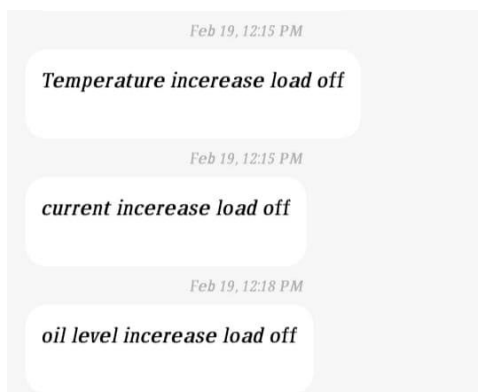 Feb 19, 12:15 PM
Temperature incerease load off
Feb 19, 12:15 PM
current incerease load off
Feb 19, 12:18 PM
oil level incerease load off